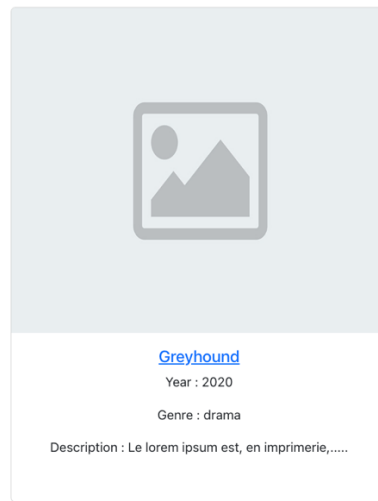 Greyhound
Year : 2020
Genre : drama
Description : Le lorem ipsum est, en imprimerie,.....